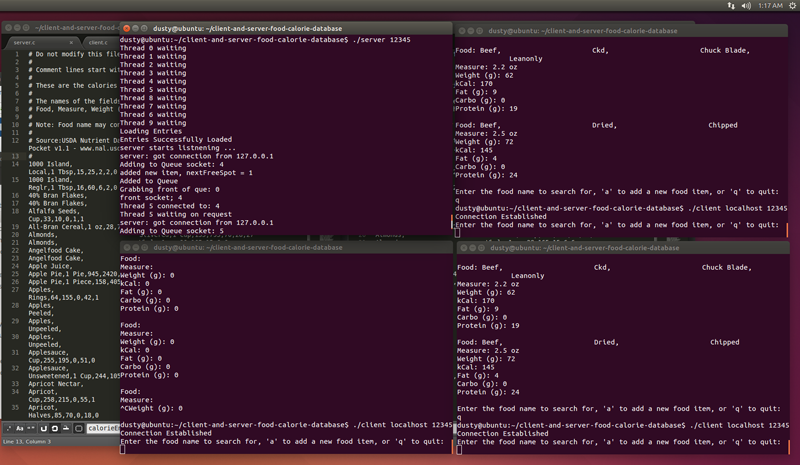 1:17 AM
dusty@ubuntu: ~/client-and-server-food-calorie-database
server.c
client.c
1 # Do not modify this file
2 #
3 # Comment lines start wi
4 #
5 # These are the calories
6 #
7 # The names of the fields
8 # Food, Measure, Weight
9 #
10 # Note: Food name may co
11 #
12 # Source:USDA Nutrient Da
Pocket v1.1 - www.nal.us
13 #
14 1000 Island,
Local,1 Tbsp,15,25,2,2,0
15 1000 Island,
Reglr,1 Tbsp,16,60,6,2,0
16 40% Bran Flakes,
17 40% Bran Flakes,
18 Alfalfa Seeds,
Cup,33,10,0,1,1
19 All-Bran Cereal,1 oz,28,
20 Almonds,
21 Almonds,
22 Angelfood Cake,
23 Angelfood Cake,
24 Apple Juice,
25 Apple Pie,1 Pie,945,2420
26 Apple Pie,1 Piece,158,405
27 Apples,
Rings,64,155,0,42,1
28 Apples,
Peeled,
29 Apples,
Unpeeled,
30 Apples,
Unpeeled,
31 Applesauce,
Cup,255,195,0,51,0
32 Applesauce,
Unsweetened,1 Cup,244,105
33 Apricot Nectar,
34 Apricot,
Cup,258,215,0,55,1
35 Apricot,
Halves,85,70,0,18,0
.* Aa ""
Line 13, Column 3
dusty@ubuntu:~/client-and-server-food-calorie-database$ ./server 12345
Thread 0 waiting
Thread 1 waiting
Thread 2 waiting
Thread 3 waiting
Thread 4 waiting
Thread 5 waiting
Thread 8 waiting
Thread 7 waiting
Thread 6 waiting
Thread 9 waiting
Loading Entries
Entries Successfully Loaded
server starts listnening ...
server: got connection from 127.0.0.1
Adding to Queue socket: 4
added new item, nextFreeSpot = 1
Added to Queue
Grabbing front of que: 0
front socket; 4
Thread 5 connected to: 4
Thread 5 waiting on request
server: got connection from 127.0.0.1
Adding to Queue socket: 5
dusty@ubuntu: ~/client-and-server-food-calorie-database
Food: Beef, Ckd, Chuck Blade,
Leanonly
Measure: 2.2 oz
Weight (g): 62
kCal: 170
Fat (g): 9
Carbo (g): 0
Protein (g): 19
Food: Beef, Dried, Chipped
Measure: 2.5 oz
Weight (g): 72
kCal: 145
Fat (g): 4
Carbo (g): 0
Protein (g): 24
Enter the food name to search for, 'a' to add a new food item, or 'q' to quit:
q
dusty@ubuntu:~/client-and-server-food-calorie-database$ ./client localhost 12345
Connection Established
Enter the food name to search for, 'a' to add a new food item, or 'q' to quit:
dusty@ubuntu: ~/client-and-server-food-calorie-database
Food:
Measure:
Weight (g): 0
kCal: 0
Fat (g): 0
Carbo (g): 0
Protein (g): 0
Food:
Measure:
Weight (g): 0
kCal: 0
Fat (g): 0
Carbo (g): 0
Protein (g): 0
Food:
Measure:
^CWeight (g): 0
dusty@ubuntu:~/client-and-server-food-calorie-database$ ./client localhost 12345
Connection Established
Enter the food name to search for, 'a' to add a new food item, or 'q' to quit:
dusty@ubuntu: ~/client-and-server-food-calorie-database
Food: Beef, Ckd, Chuck Blade,
Leanonly
Measure: 2.2 oz
Weight (g): 62
kCal: 170
Fat (g): 9
Carbo (g): 0
Protein (g): 19
Food: Beef, Dried, Chipped
Measure: 2.5 oz
Weight (g): 72
kCal: 145
Fat (g): 4
Carbo (g): 0
Protein (g): 24
Enter the food name to search for, 'a' to add a new food item, or 'q' to quit:
q
dusty@ubuntu:~/client-and-server-food-calorie-database$ ./client localhost 12345
Connection Established
Enter the food name to search for, 'a' to add a new food item, or 'q' to quit: